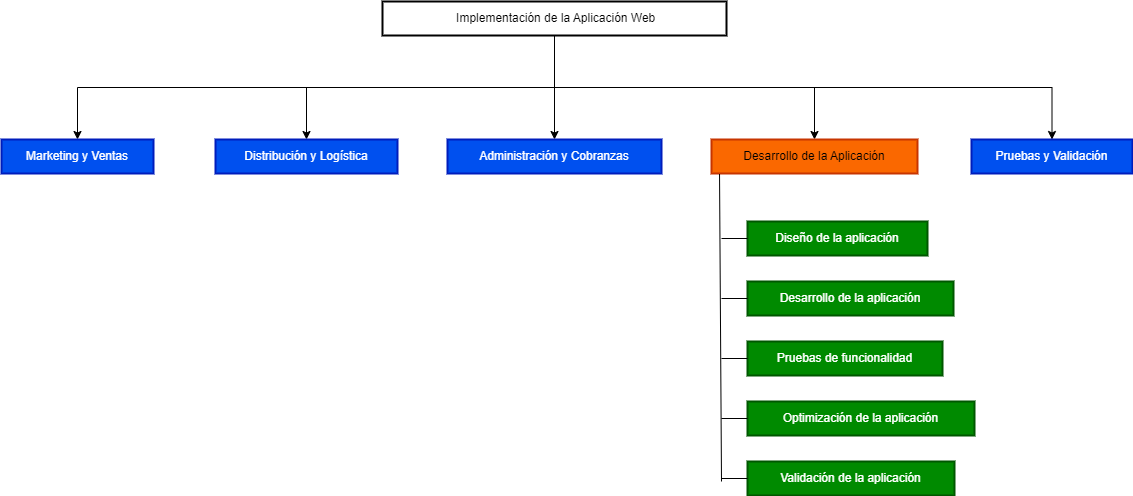 Implementación de la Aplicación Web
Marketing y Ventas
Distribución y Logística
Administración y Cobranzas
Desarrollo de la Aplicación
Pruebas y Validación
Diseño de la aplicación
Desarrollo de la aplicación
Pruebas de funcionalidad
Optimización de la aplicación
Validación de la aplicación